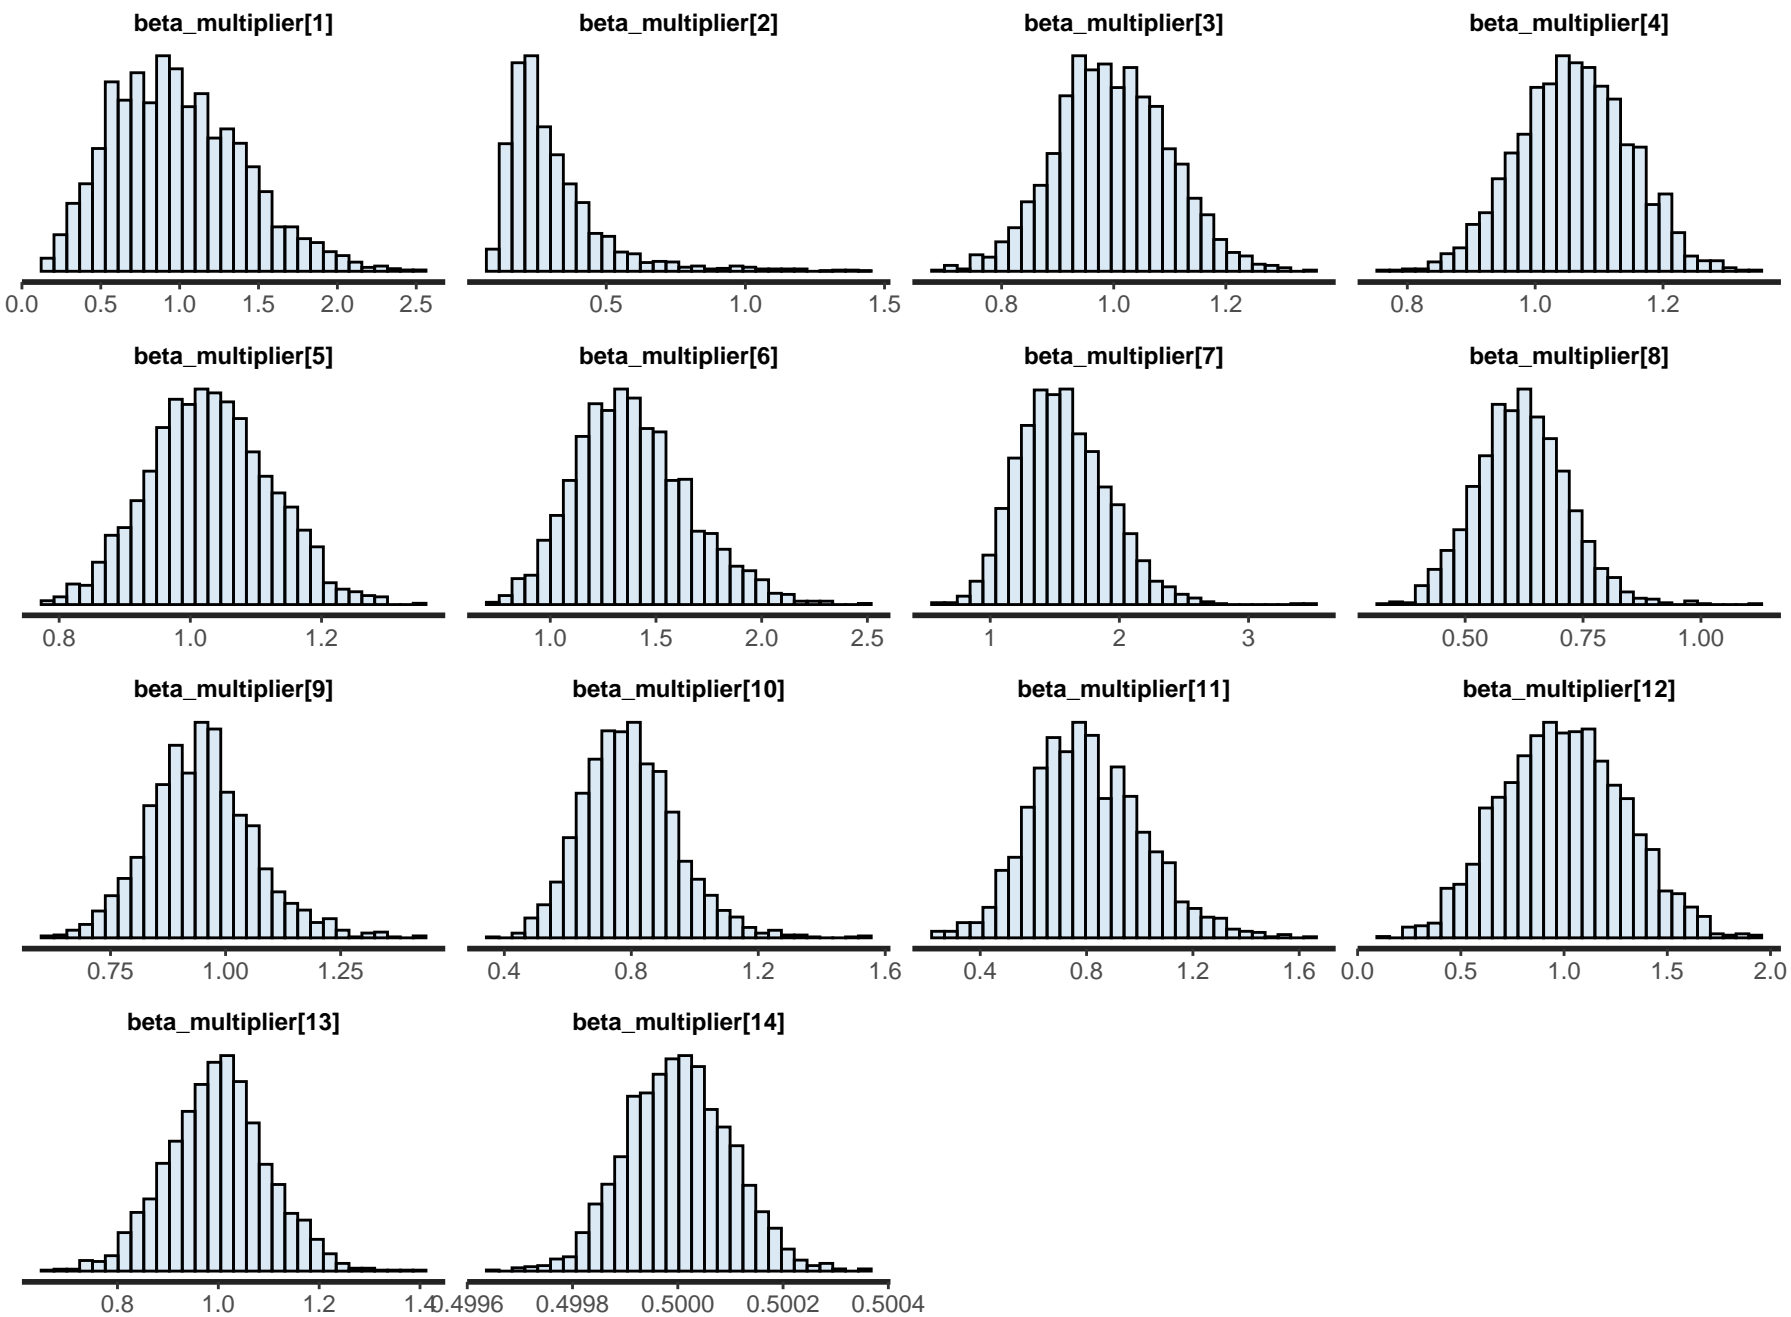 beta_multiplier[1] beta_multiplier[2] beta_multiplier[3] beta_multiplier[4]
0.0 0.5 1.0 1.5 2.0 2.5 0.5 1.0 1.5 0.8 1.0 1.2 0.8 1.0 1.2
beta_multiplier[5] beta_multiplier[6] beta_multiplier[7] beta_multiplier[8]
0.8 1.0 1.2 1.0 1.5 2.0 2.5 1 2 3 0.50 0.75 1.00
beta_multiplier[9] beta_multiplier[10] beta_multiplier[11] beta_multiplier[12]
0.75 1.00 1.25 0.4 0.8 1.2 1.6 0.4 0.8 1.2 1.6 0.0 0.5 1.0 1.5 2.0
beta_multiplier[13] beta_multiplier[14]
0.8 1.0 1.2 1.4 0.4996 0.4998 0.5000 0.5002 0.5004